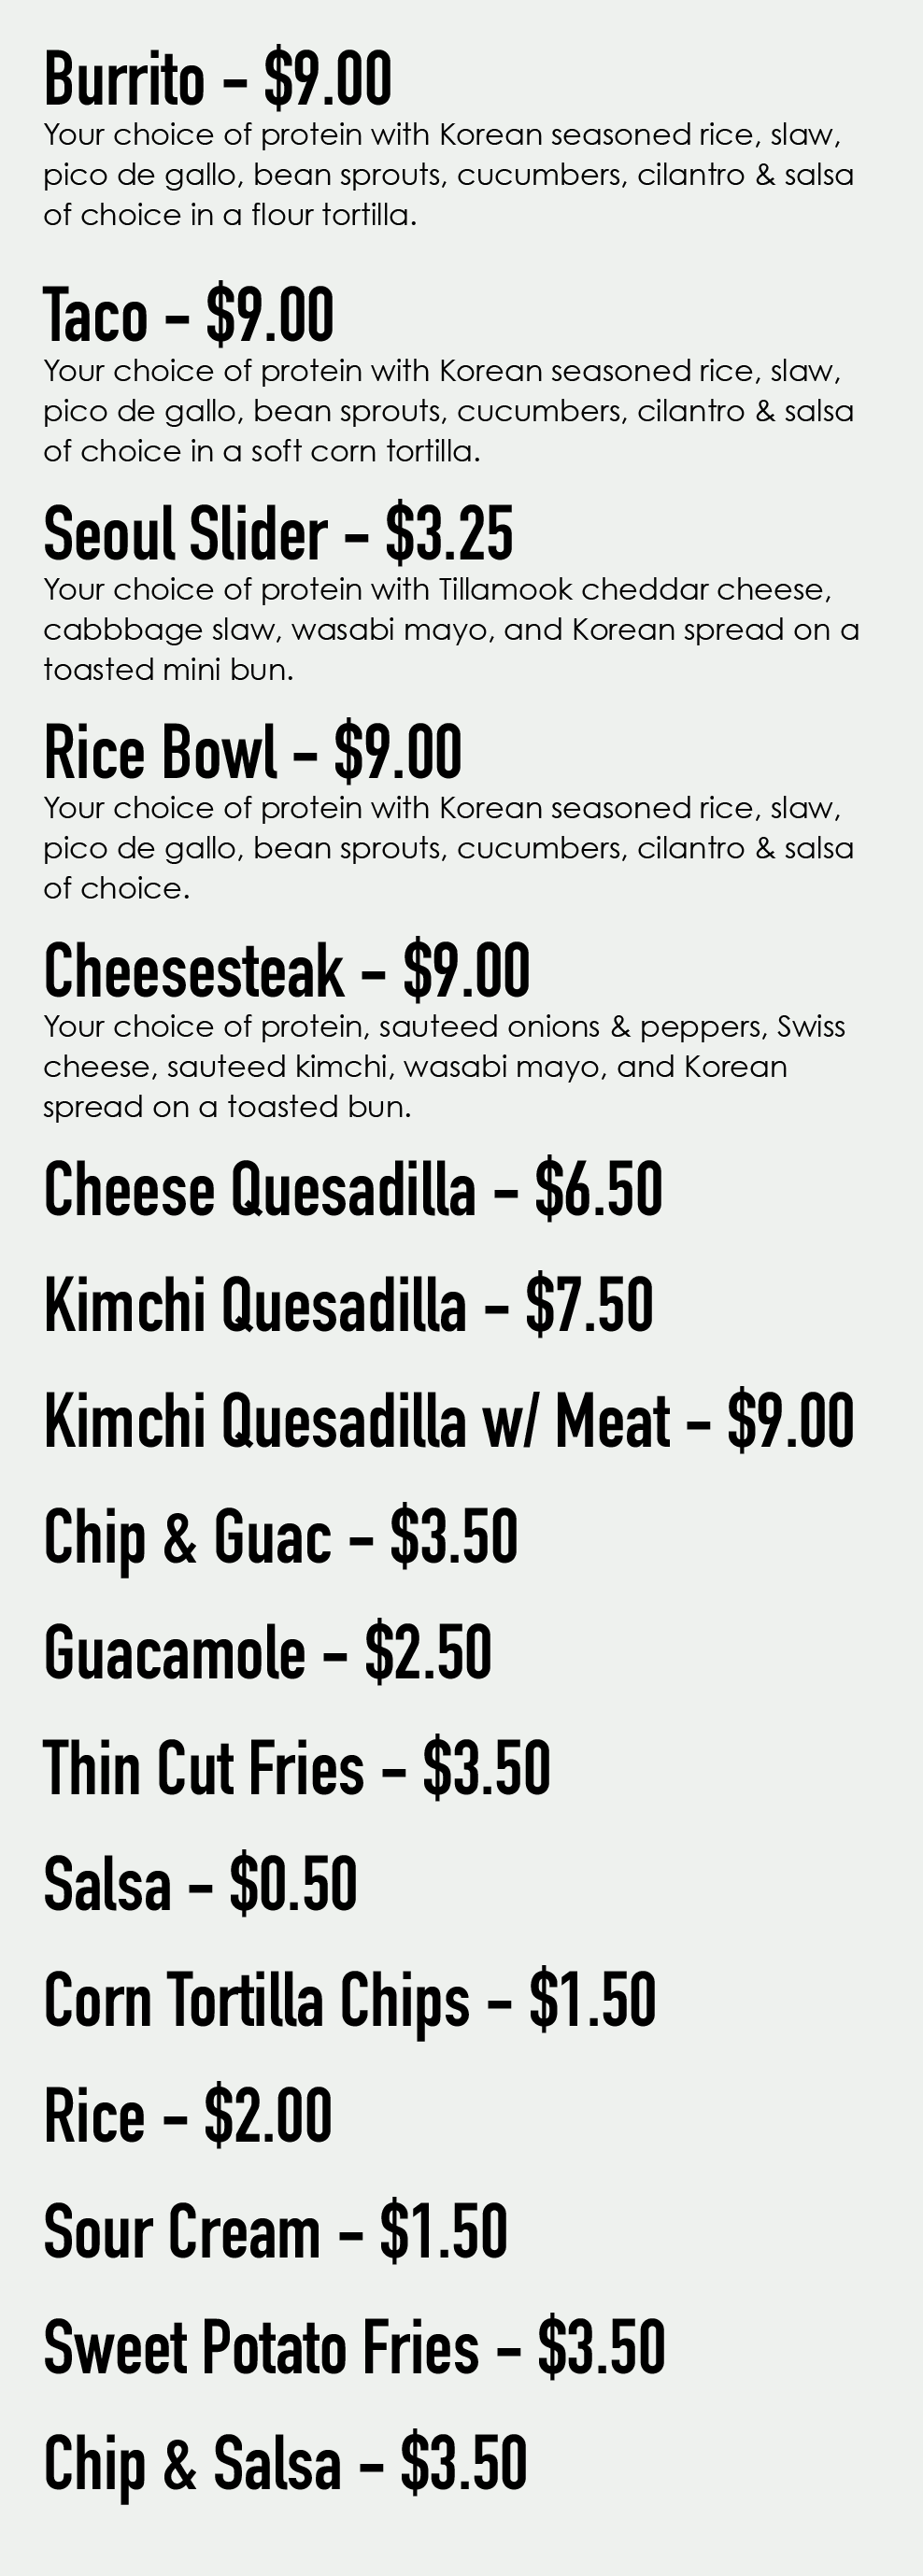 Burrito - $9.00
Your choice of protein with Korean seasoned rice, slaw,
pico de gallo, bean sprouts, cucumbers, cilantro & salsa
of choice in a flour tortilla.
Taco - $9.00
Your choice of protein with Korean seasoned rice, slaw,
pico de gallo, bean sprouts, cucumbers, cilantro & salsa
of choice in a soft corn tortilla.
Seoul Slider - $3.25
Your choice of protein with Tillamook cheddar cheese,
cabbbage slaw, wasabi mayo, and Korean spread on a
toasted mini bun.
Rice Bowl - $9.00
Your choice of protein with Korean seasoned rice, slaw,
pico de gallo, bean sprouts, cucumbers, cilantro & salsa
of choice.
Cheesesteak - $9.00
Your choice of protein, sauteed onions & peppers, Swiss
cheese, sauteed kimchi, wasabi mayo, and Korean
spread on a toasted bun.
Cheese Quesadilla - $6.50
Kimchi Quesadilla - $7.50
Kimchi Quesadilla w/ Meat - $9.00
Chip & Guac - $3.50
Guacamole - $2.50
Thin Cut Fries - $3.50
Salsa - $0.50
Corn Tortilla Chips - $1.50
Rice - $2.00
Sour Cream - $1.50
Sweet Potato Fries - $3.50
Chip & Salsa - $3.50